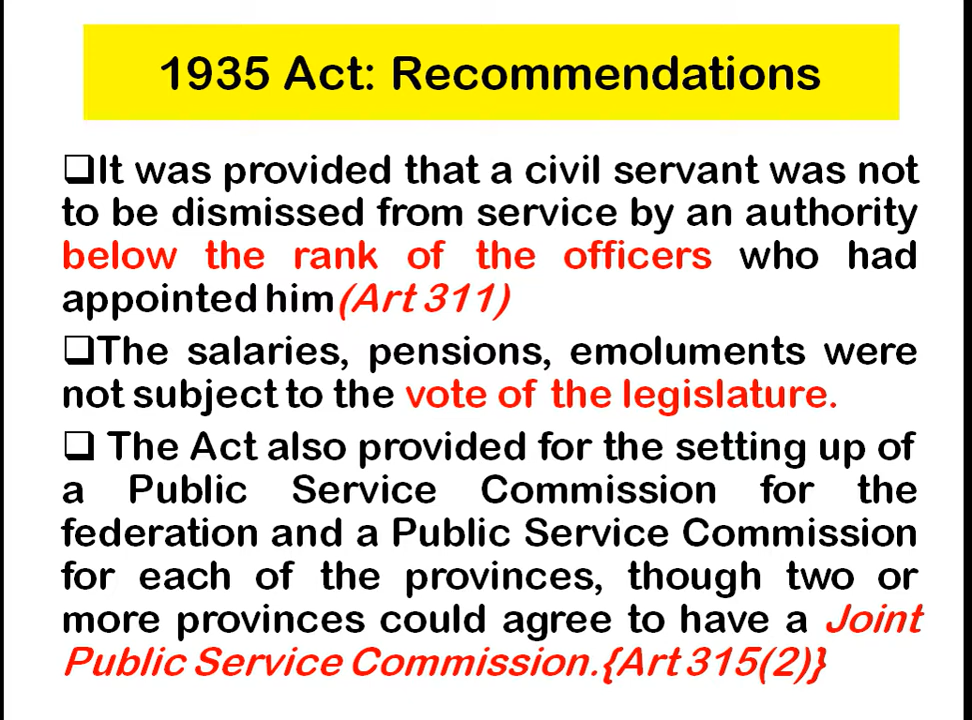 1935 Act: Recommendations
❑It was provided that a civil servant was not
to be dismissed from service by an authority
below the rank of the officers who had
appointed him(Art 311)
❑The salaries, pensions, emoluments were
not subject to the vote of the legislature.
❑ The Act also provided for the setting up of
a Public Service Commission for the
federation and a Public Service Commission
for each of the provinces, though two or
more provinces could agree to have a Joint
Public Service Commission.{Art 315(2)}